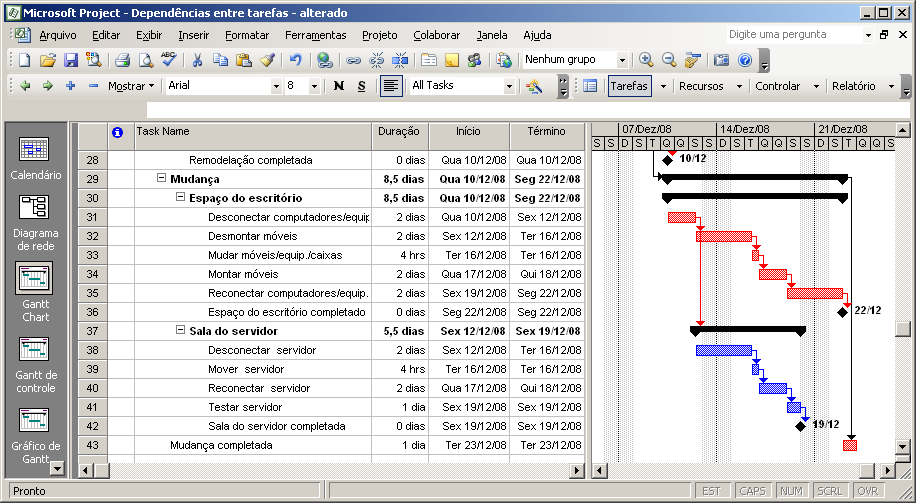 Microsoft Project - Dependências entre tarefas - alterado
Arquivo Editar Exibir Inserir Formatar Ferramentas Projeto Colaborar Janela Ajuda Digite uma pergunta
Nenhum grupo
Mostrar Arial 8 N S All Tasks Tarefas Recursos Controlar Relatório
Task Name Duração Início Término 07/Dez/08 14/Dez/08 21/Dez/08
S S D T Q S S D T Q S S D T Q S S D T Q Q S
28 Remodelação completada 0 dias Qua 10/12/08 Qua 10/12/08 10/12
29 Mudança 8,5 dias Qua 10/12/08 Seg 22/12/08
30 Espaço do escritório 8,5 dias Qua 10/12/08 Seg 22/12/08
31 Desconectar computadores/equip 2 dias Qua 10/12/08 Sex 12/12/08
32 Desmontar móveis 2 dias Sex 12/12/08 Ter 16/12/08
33 Mudar móveis/equip./caixas 4 hrs Ter 16/12/08 Ter 16/12/08
34 Montar móveis 2 dias Qua 17/12/08 Qui 18/12/08
35 Reconectar computadores/equip. 2 dias Sex 19/12/08 Seg 22/12/08
36 Espaço do escritório completado 0 dias Seg 22/12/08 Seg 22/12/08 22/12
37 Sala do servidor 5,5 dias Sex 12/12/08 Sex 19/12/08
38 Desconectar servidor 2 dias Sex 12/12/08 Ter 16/12/08
39 Mover servidor 4 hrs Ter 16/12/08 Ter 16/12/08
40 Reconectar servidor 2 dias Qua 17/12/08 Qui 18/12/08
41 Testar servidor 1 dia Sex 19/12/08 Sex 19/12/08
42 Sala do servidor completada 0 dias Sex 19/12/08 Sex 19/12/08 19/12
43 Mudança completada 1 dia Ter 23/12/08 Ter 23/12/08
Calendário
Diagrama
de rede
Gantt
Chart
Gantt de
controle
Gráfico de
Gantt
Pronto EST CAPS NUM SCRL OVR